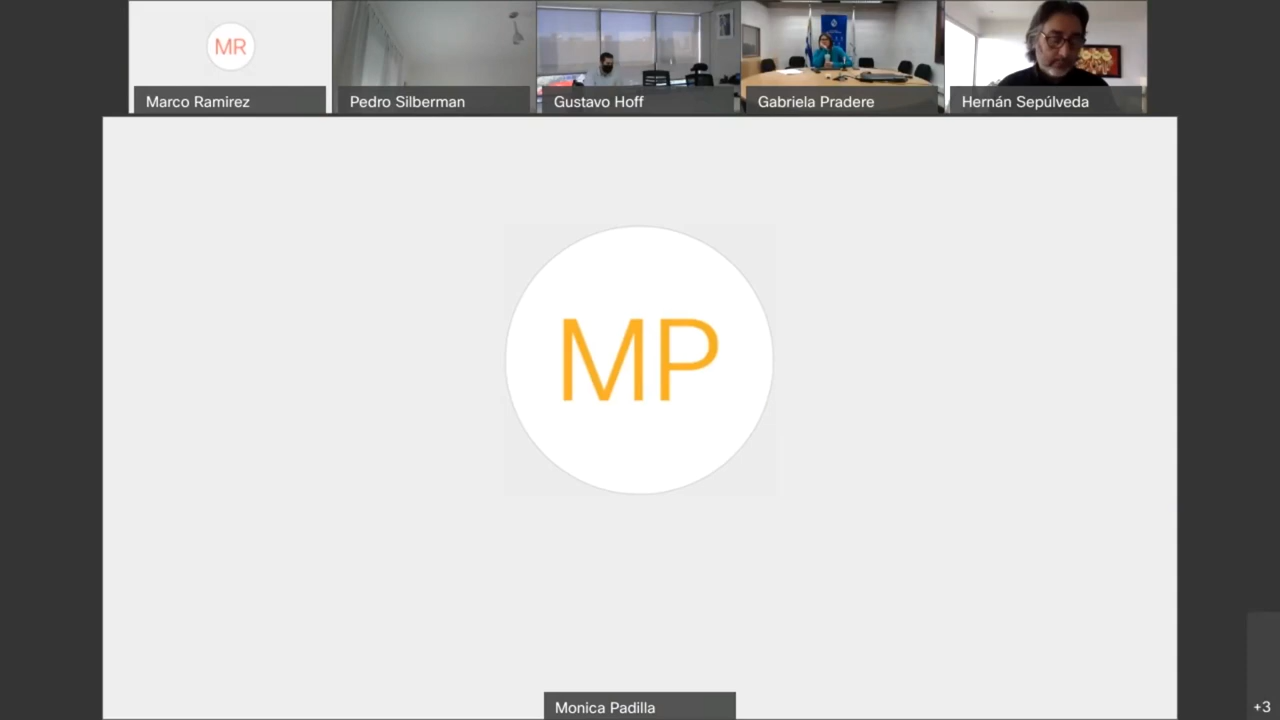 MR
Marco Ramirez
Pedro Silberman
Gustavo Hoff
Gabriela Pradere
Hernán Sepúlveda
MP
Monica Padilla
+3